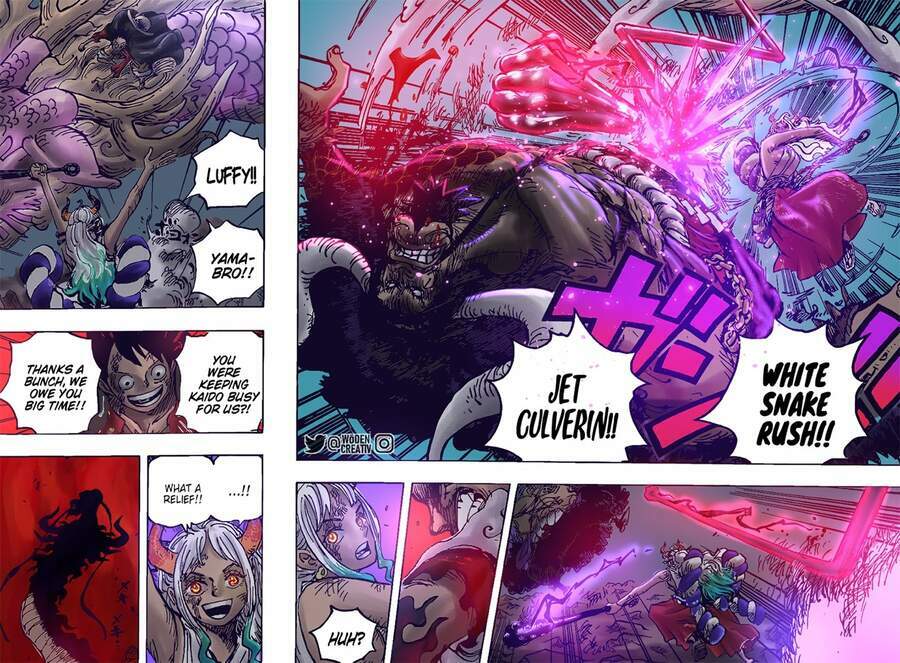 WHITE
SNAKE
RUSH!!
JET
CULVERIN!!
@WODEN
CREATIV
HUH?
LUFFY!!
YAMA-
BRO!!
YOU
WERE
KEEPING
KAIDO BUSY
FOR US?!
THANKS A
BUNCH, WE
OWE YOU
BIG TIME!!
....!!
WHAT A
RELIEF!!